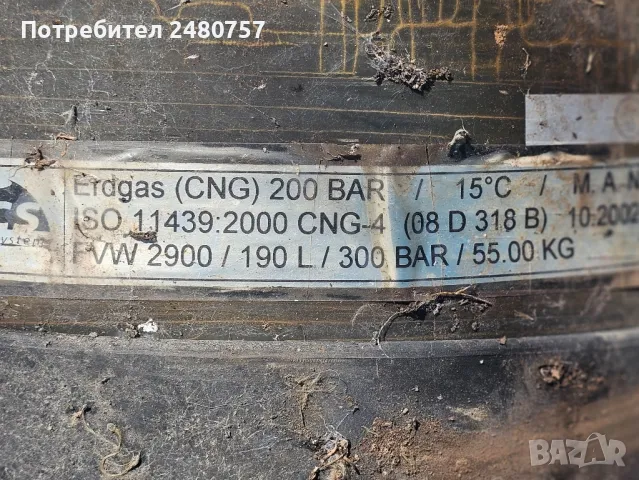 Потребител 2480757
Erdgas (CNG) 200 BAR / 15°C / M.A.N
ISO 11439:2000 CNG-4 (08 D 318 B) 10:2002
System
FVW 2900 / 190 L / 300 BAR / 55.00 KG
BAZAR